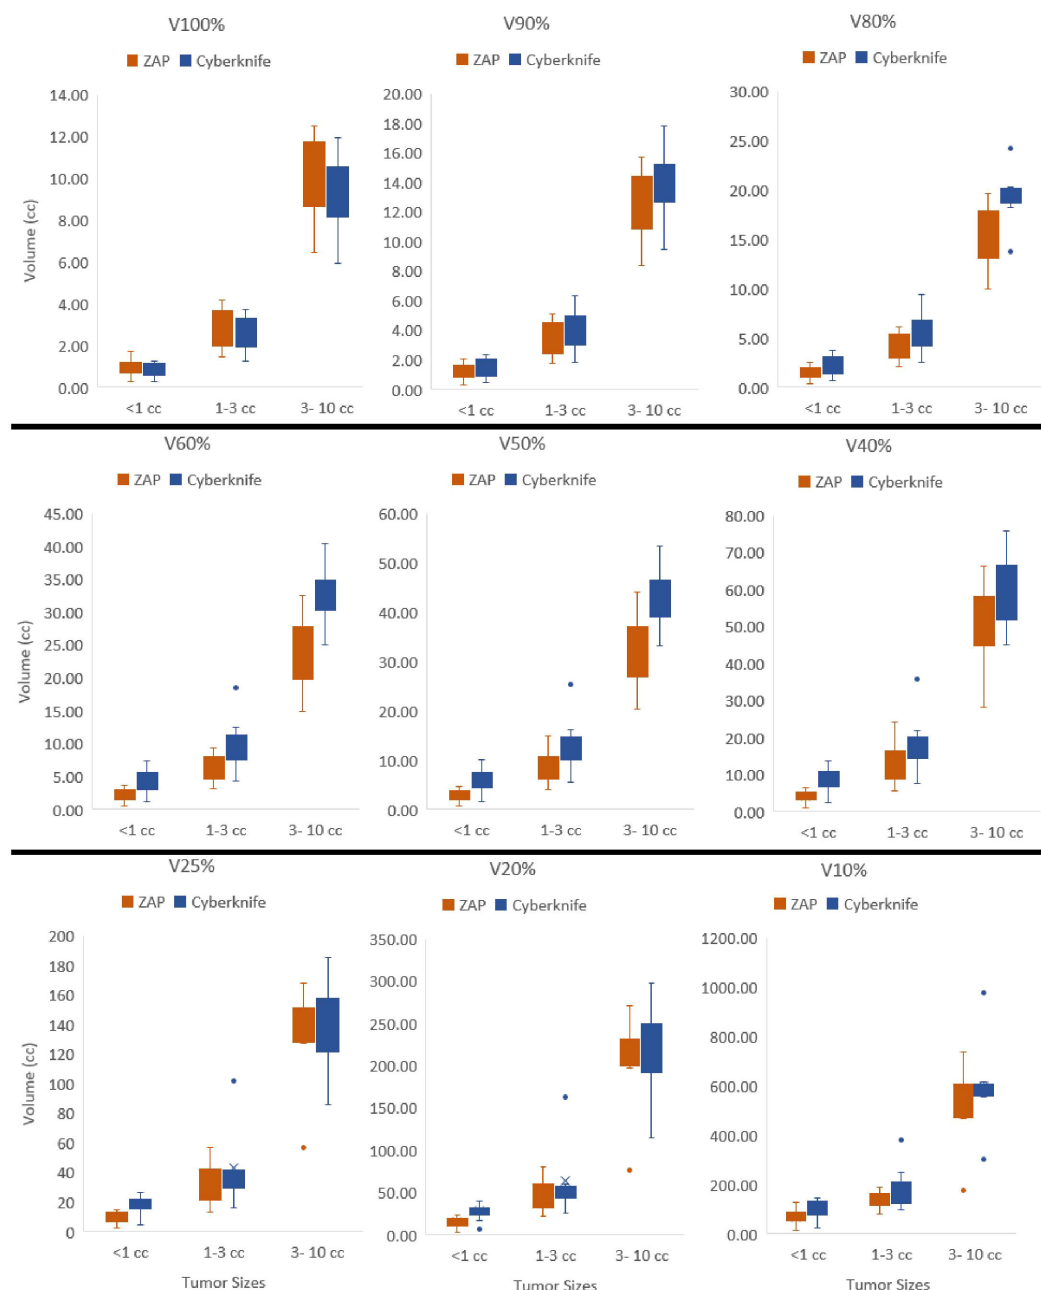 V100%
ZAP Cyberknife
14.00
12.00
10.00
8.00
6.00
4.00
2.00
0.00
Volume (cc)
<1 cc 1-3 cc 3- 10 cc
V90%
ZAP Cyberknife
20.00
18.00
16.00
14.00
12.00
10.00
8.00
6.00
4.00
2.00
0.00
<1 cc 1-3 cc 3- 10 cc
V80%
ZAP Cyberknife
30.00
25.00
20.00
15.00
10.00
5.00
0.00
<1 cc 1-3 cc 3- 10 cc
V60%
ZAP Cyberknife
45.00
40.00
35.00
30.00
25.00
20.00
15.00
10.00
5.00
0.00
Volume (cc)
<1 cc 1-3 cc 3- 10 cc
V50%
ZAP Cyberknife
60.00
50.00
40.00
30.00
20.00
10.00
0.00
<1 cc 1-3 cc 3- 10 cc
V40%
ZAP Cyberknife
80.00
70.00
60.00
50.00
40.00
30.00
20.00
10.00
0.00
<1 cc 1-3 cc 3- 10 cc
V25%
ZAP Cyberknife
200
180
160
140
120
100
80
60
40
20
0
Volume (cc)
<1 cc 1-3 cc 3- 10 cc
Tumor Sizes
V20%
ZAP Cyberknife
350.00
300.00
250.00
200.00
150.00
100.00
50.00
0.00
<1 cc 1-3 cc 3- 10 cc
Tumor Sizes
V10%
ZAP Cyberknife
1200.00
1000.00
800.00
600.00
400.00
200.00
0.00
<1 cc 1-3 cc 3- 10 cc
Tumor Sizes